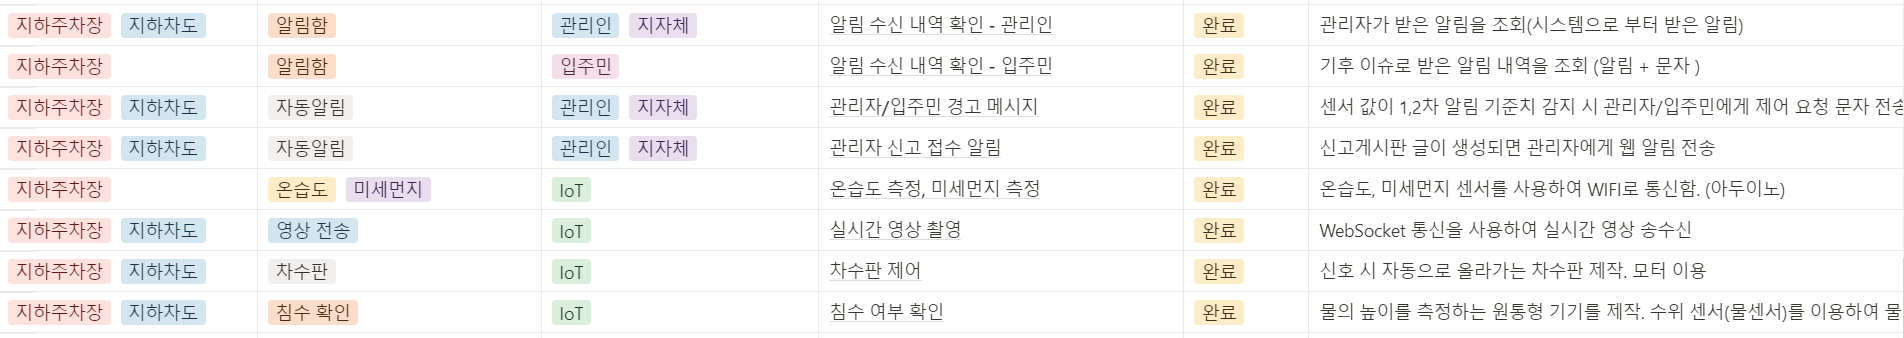 지하주차장 지하차도 알림함 관리인 지자체 알림 수신 내역 확인 - 관리인 완료 관리자가 받은 알림을 조회(시스템으로 부터 받은 알림)
지하주차장 알림함 입주민 알림 수신 내역 확인 - 입주민 완료 기후 이슈로 받은 알림 내역을 조회 (알림 + 문자 )
지하주차장 지하차도 자동알림 관리인 지자체 관리자/입주민 경고 메시지 완료 센서 값이 1,2차 알림 기준치 감지 시 관리자/입주민에게 제어 요청 문자 전송
지하주차장 지하차도 자동알림 관리인 지자체 관리자 신고 접수 알림 완료 신고게시판 글이 생성되면 관리자에게 웹 알림 전송
지하주차장 온습도 미세먼지 IoT 온습도 측정, 미세먼지 측정 완료 온습도, 미세먼지 센서를 사용하여 WIFI로 통신함. (아두이노)
지하주차장 지하차도 영상 전송 IoT 실시간 영상 촬영 완료 WebSocket 통신을 사용하여 실시간 영상 송수신
지하주차장 지하차도 차수판 IoT 차수판 제어 완료 신호 시 자동으로 올라가는 차수판 제작. 모터 이용
지하주차장 지하차도 침수 확인 IoT 침수 여부 확인 완료 물의 높이를 측정하는 원통형 기기를 제작. 수위 센서(물센서)를 이용하여 물